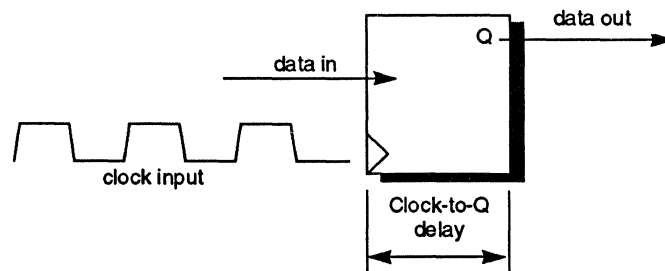 data out
Q
data in
clock input
Clock-to-Q
delay